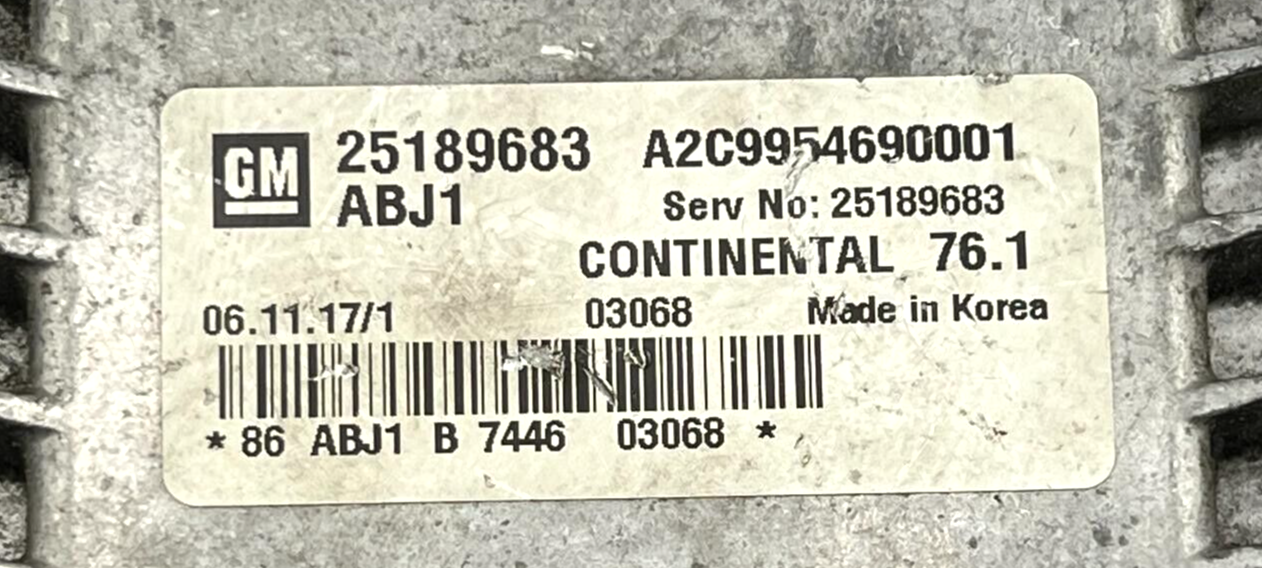 GM 25189683 A2C9954690001
ABJ1 Serv No: 25189683
CONTINENTAL 76.1
06.11.17/1 03068 Made in Korea
* 86 ABJ1 B 7446 03068 *